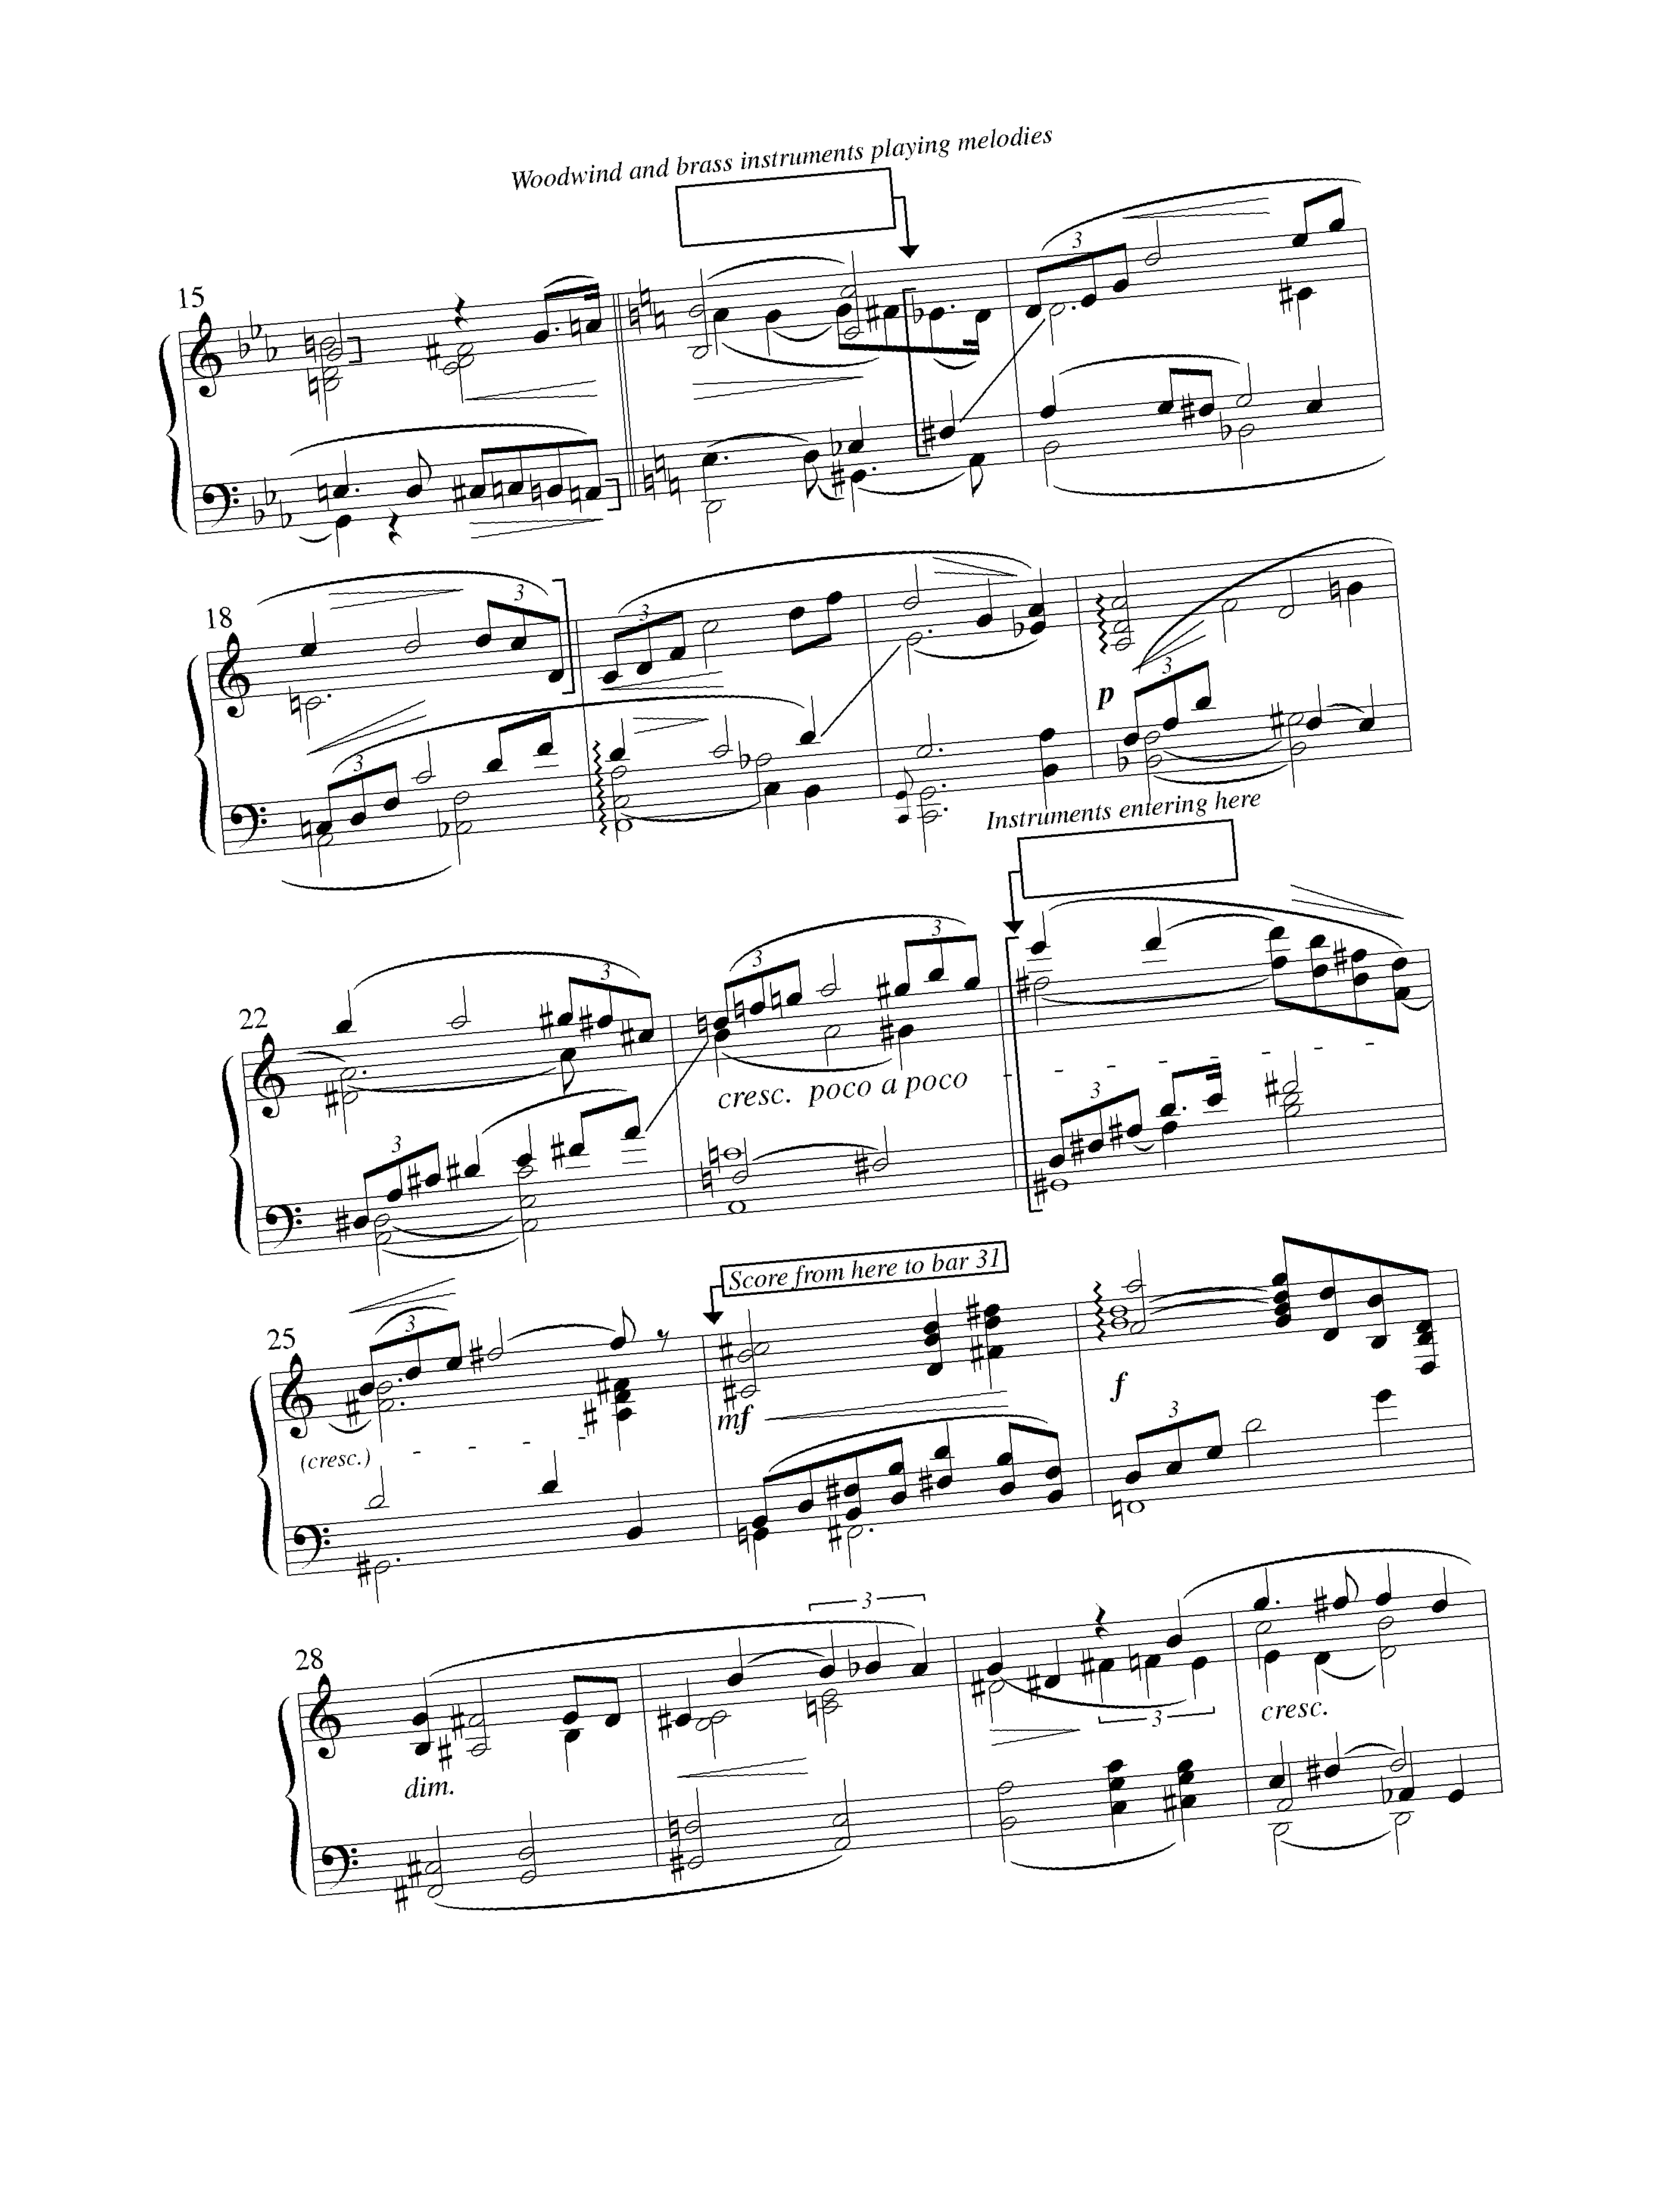 Woodwind and brass instruments playing melodies
15
3
18
3
3
3
3
p
3
Instruments entering here
22
3
3
3
3
cresc. poco a poco
3
25
3
(cresc.)
Score from here to bar 31
mf
f
3
28
3
dim.
3
cresc.